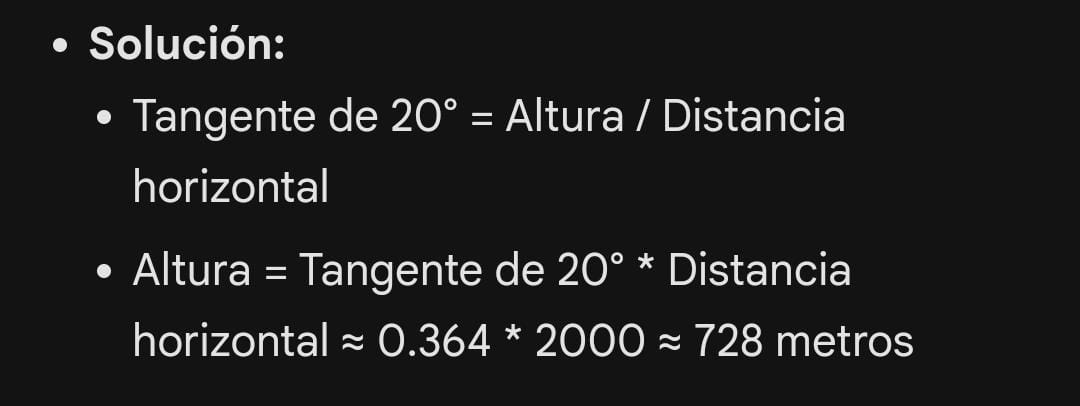 • Solución:
• Tangente de 20° = Altura / Distancia
horizontal
• Altura = Tangente de 20° * Distancia
horizontal ≈ 0.364 * 2000 ≈ 728 metros